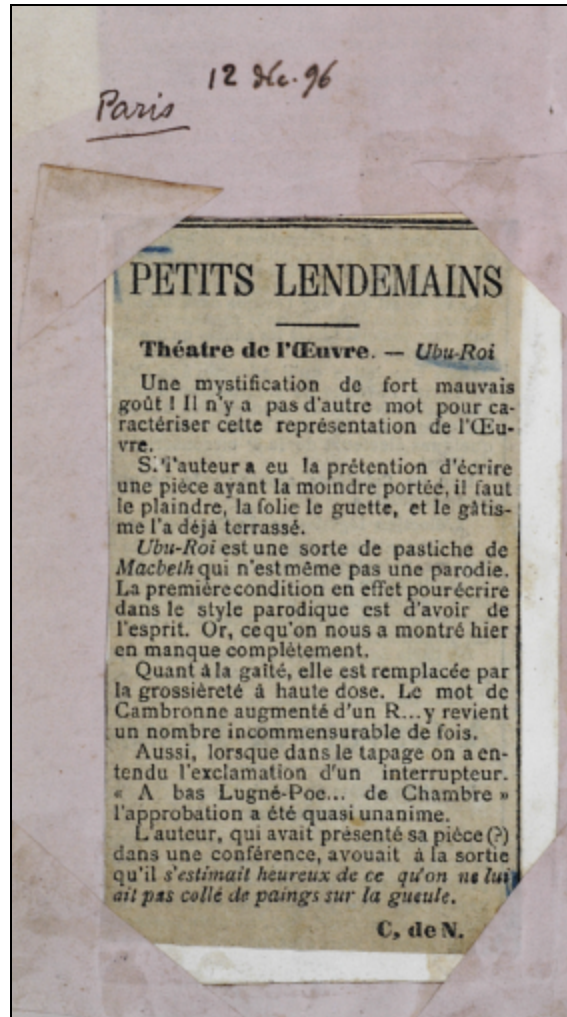 12 Déc. 96
Paris
PETITS LENDEMAINS
Théatre de l'Œuvre. — Ubu-Roi
Une mystification de fort mauvais
goût ! Il n'y a pas d'autre mot pour ca-
ractériser cette représentation de l'Œu-
vre.
Si l'auteur a eu la prétention d'écrire
une pièce ayant la moindre portée, il faut
le plaindre, la folie le guette, et le gâtis-
me l'a déjà terrassé.
Ubu-Roi est une sorte de pastiche de
Macbeth qui n'est même pas une parodie.
La première condition en effet pour écrire
dans le style parodique est d'avoir de
l'esprit. Or, ce qu'on nous a montré hier
en manque complètement.
Quant à la gaîté, elle est remplacée par
la grossièreté à haute dose. Le mot de
Cambronne augmenté d'un R...y revient
un nombre incommensurable de fois.
Aussi, lorsque dans le tapage on a en-
tendu l'exclamation d'un interrupteur.
« A bas Lugné-Poe... de Chambre »
l'approbation a été quasi unanime.
L'auteur, qui avait présenté sa pièce (?)
dans une conférence, avouait à la sortie
qu'il s'estimait heureux de ce qu'on ne lui
ait pas collé de paings sur la gueule.
C, de N.